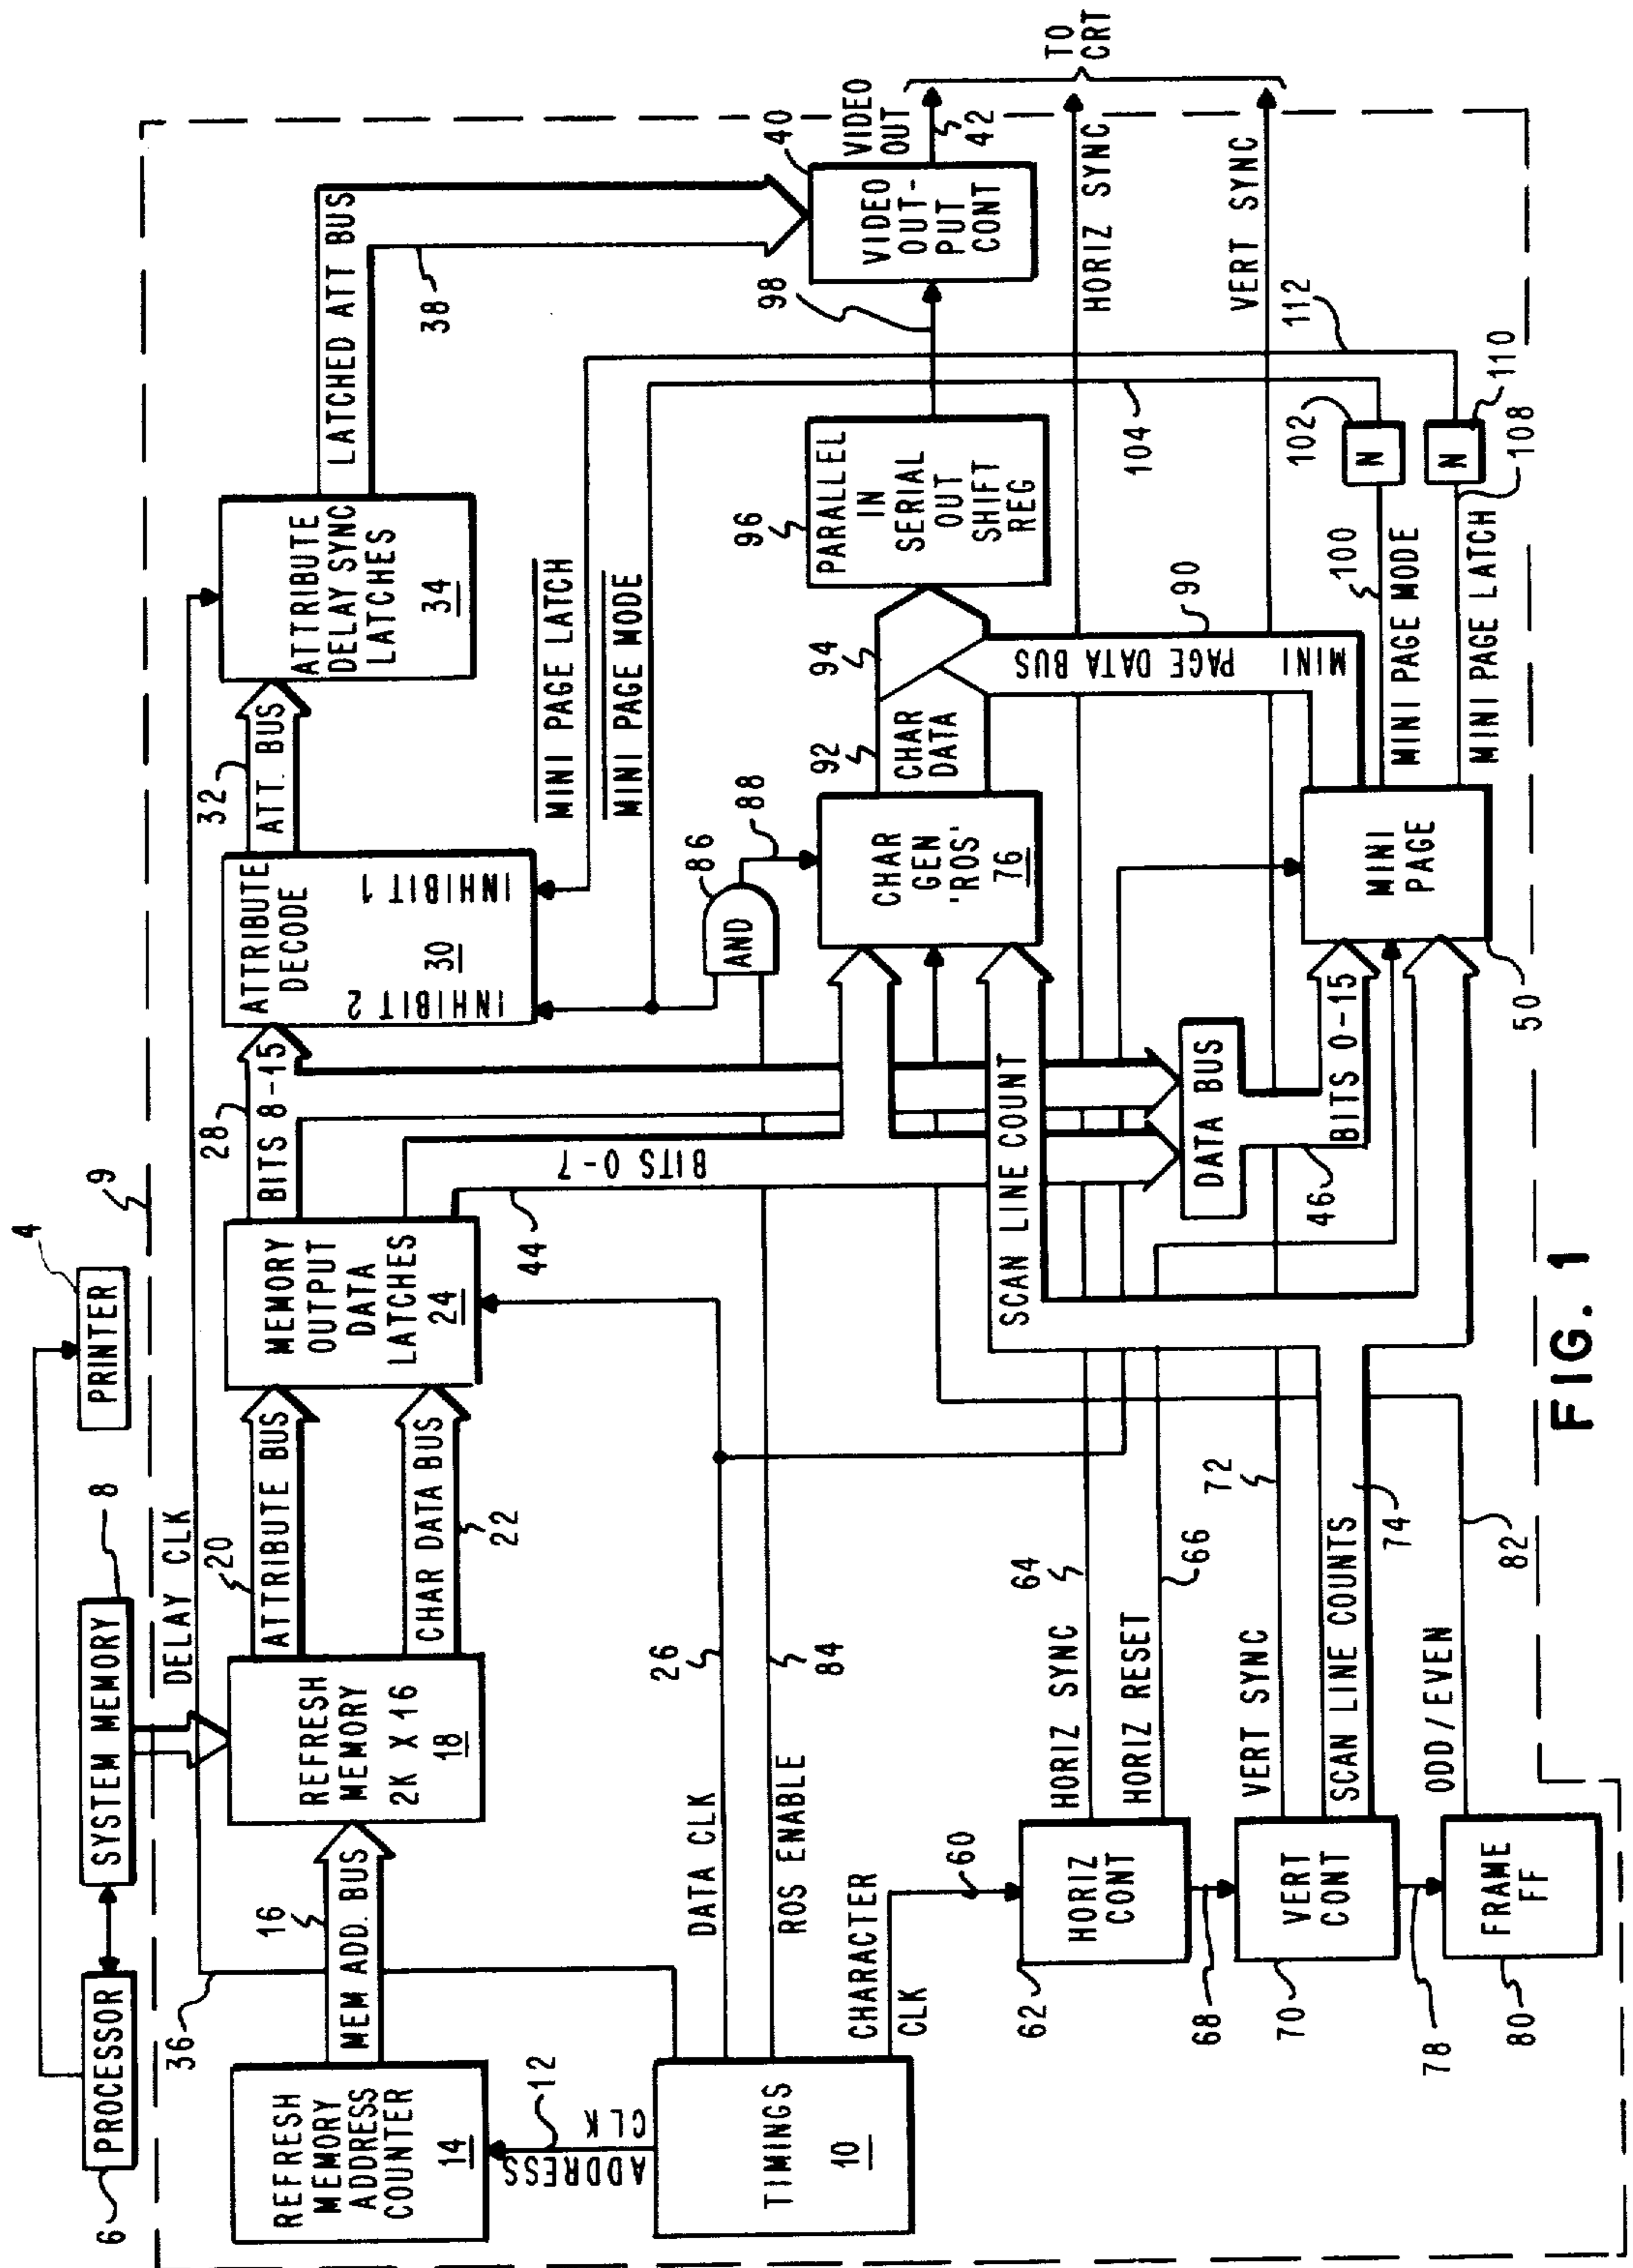 4
PRINTER
9
8
SYSTEM MEMORY
PROCESSOR
6
DELAY CLK
36
REFRESH
MEMORY
ADDRESS
COUNTER
14
16
MEM ADD. BUS
REFRESH
MEMORY
2K X 16
18
20
ATTRIBUTE BUS
CHAR DATA BUS
22
MEMORY
OUTPUT
DATA
LATCHES
24
28
BITS 8-15
ATTRIBUTE
DECODE
30
INHIBIT 2
INHIBIT 1
32
ATT. BUS
ATTRIBUTE
DELAY SYNC
LATCHES
34
LATCHED ATT BUS
38
ADDRESS
CLK
12
TIMINGS
10
DATA CLK
26
ROS ENABLE
84
44
BITS 0-7
MINI PAGE LATCH
MINI PAGE MODE
AND
86
88
CHARACTER
CLK
60
CHAR
GEN
'ROS'
76
92
CHAR
DATA
94
96
PARALLEL
IN
SERIAL
OUT
SHIFT
REG
98
VIDEO
OUT-
PUT
CONT
40
VIDEO
OUT
42
TO
CRT
HORIZ SYNC
VERT SYNC
HORIZ
CONT
62
HORIZ SYNC
64
HORIZ RESET
66
68
SCAN LINE COUNT
DATA BUS
46
BITS 0-15
MINI
PAGE DATA BUS
90
104
112
VERT
CONT
70
VERT SYNC
72
SCAN LINE COUNTS
74
78
MINI
PAGE
50
MINI PAGE MODE
100
N
102
MINI PAGE LATCH
108
N
110
FRAME
FF
80
ODD/EVEN
82
FIG. 1